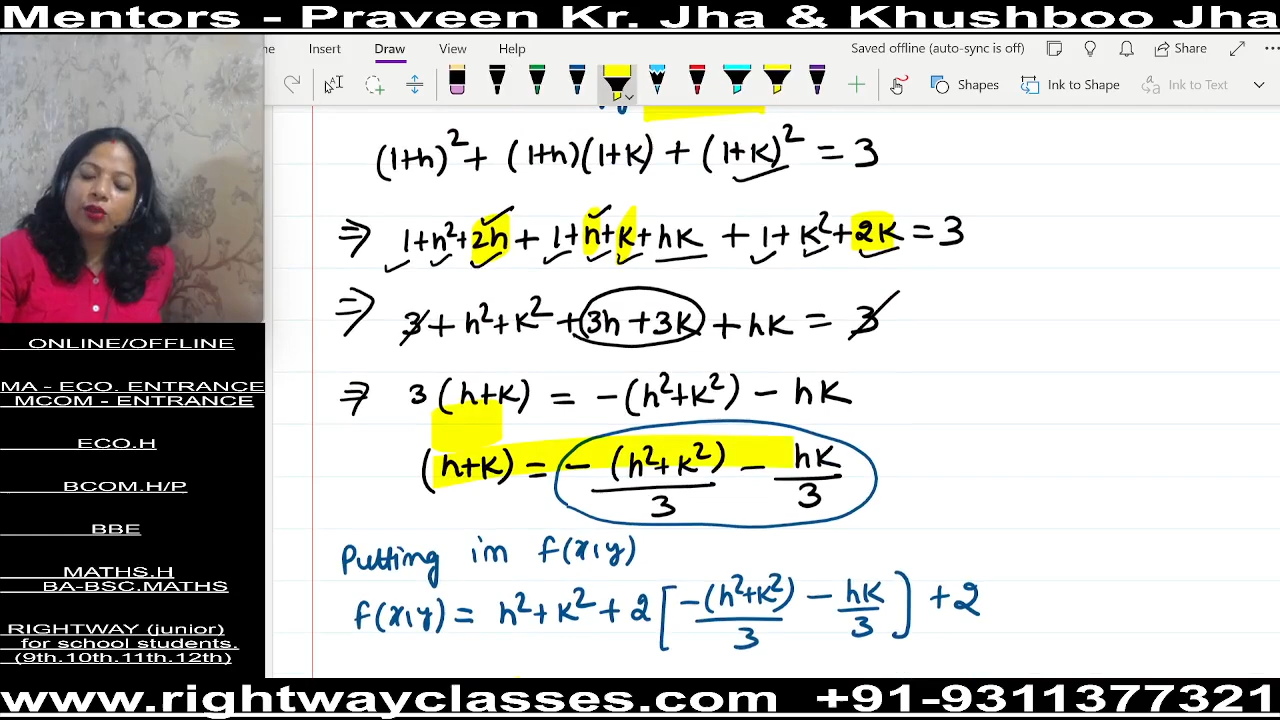 Mentors - Praveen Kr. Jha & Khushboo Jha
Insert Draw View Help Saved offline (auto-sync is off) Share
Shapes Ink to Shape Ink to Text
(1+h)² + (1+h)(1+k) + (1+k)² = 3
⇒ 1+h²+2h + 1+h+k+hk + 1+k²+2k = 3
⇒ 3 + h²+k² + 3h+3k + hk = 3
⇒ 3(h+k) = -(h²+k²) - hk
(h+k) = -(h²+k²)/3 - hk/3
Putting in f(x,y)
f(x,y) = h²+k²+2[-(h²+k²)/3 - hk/3] + 2
ONLINE/OFFLINE
MA - ECO. ENTRANCE
MCOM - ENTRANCE
ECO.H
BCOM.H/P
BBE
MATHS.H
BA-BSC.MATHS
RIGHTWAY (junior)
for school students.
(9th.10th.11th.12th)
www.rightwayclasses.com +91-9311377321